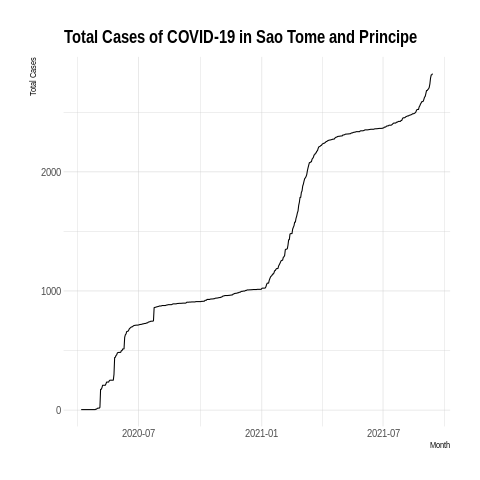 Total Cases of COVID-19 in Sao Tome and Principe
Total Cases
2000
1000
0
2020-07
2021-01
2021-07
Month